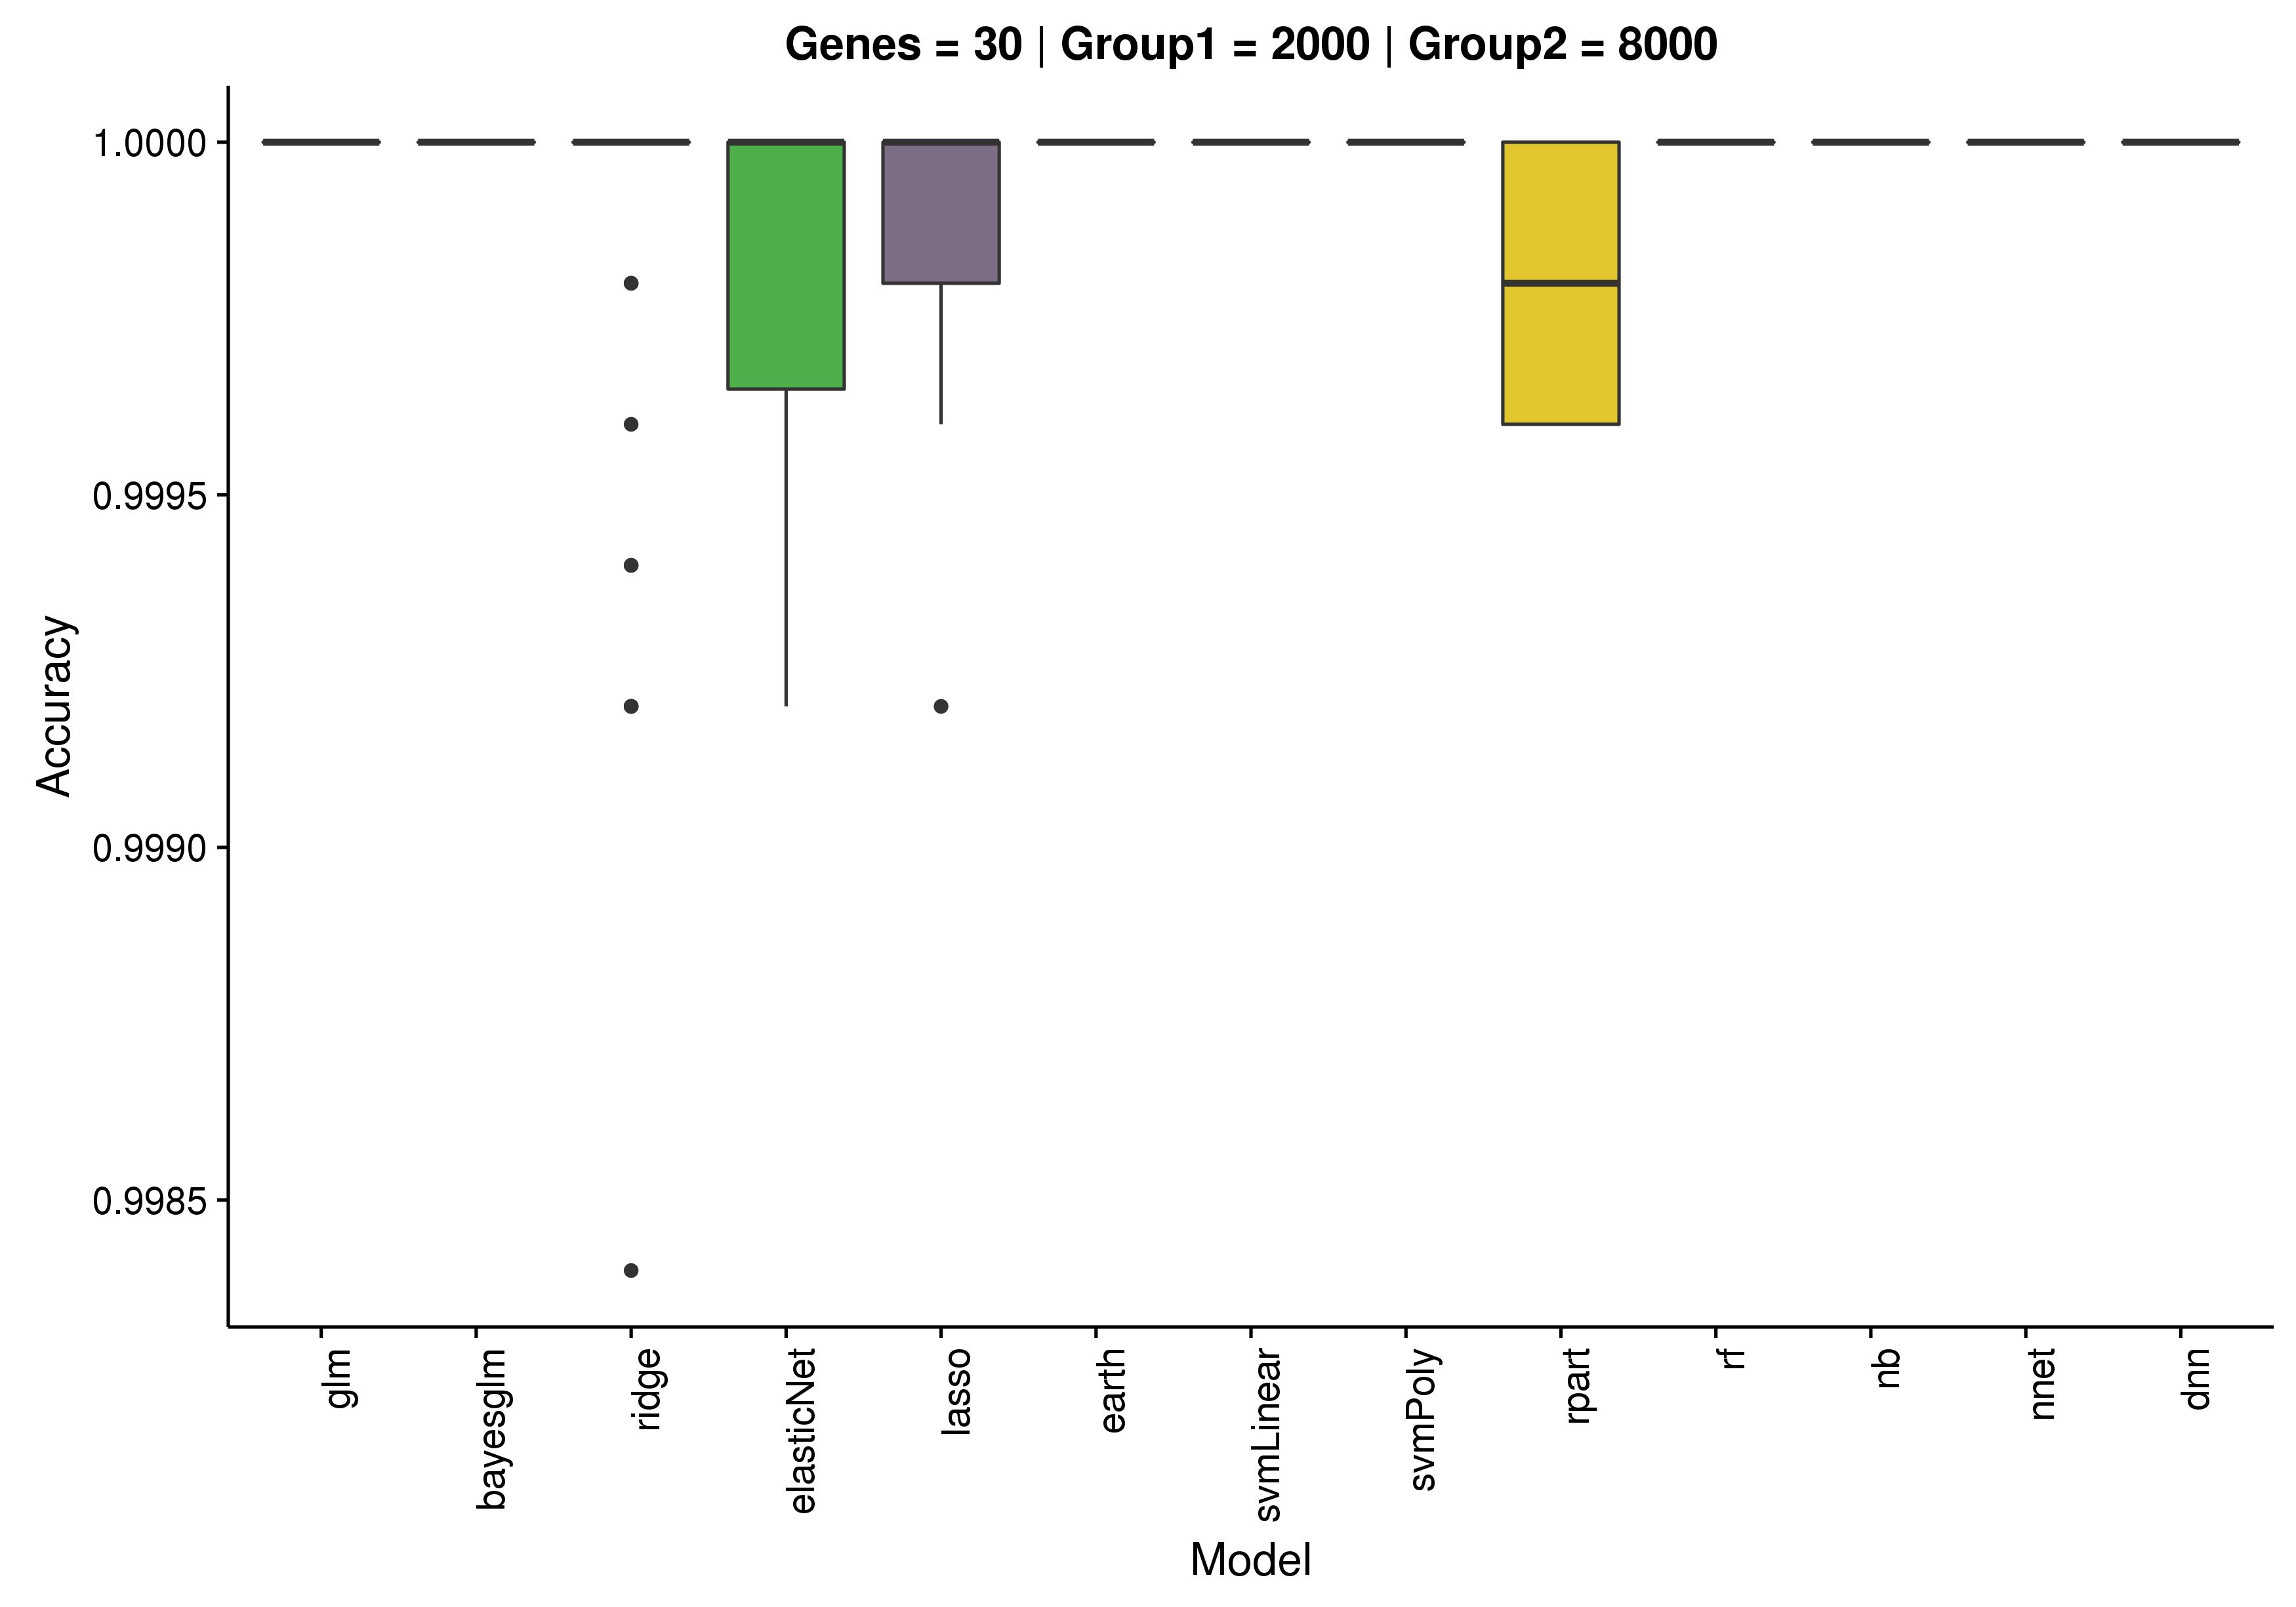 Genes = 30 | Group1 = 2000 | Group2 = 8000
Accuracy
1.0000
0.9995
0.9990
0.9985
glm
bayesglm
ridge
elasticNet
lasso
earth
svmLinear
svmPoly
rpart
rf
nb
nnet
dnn
Model